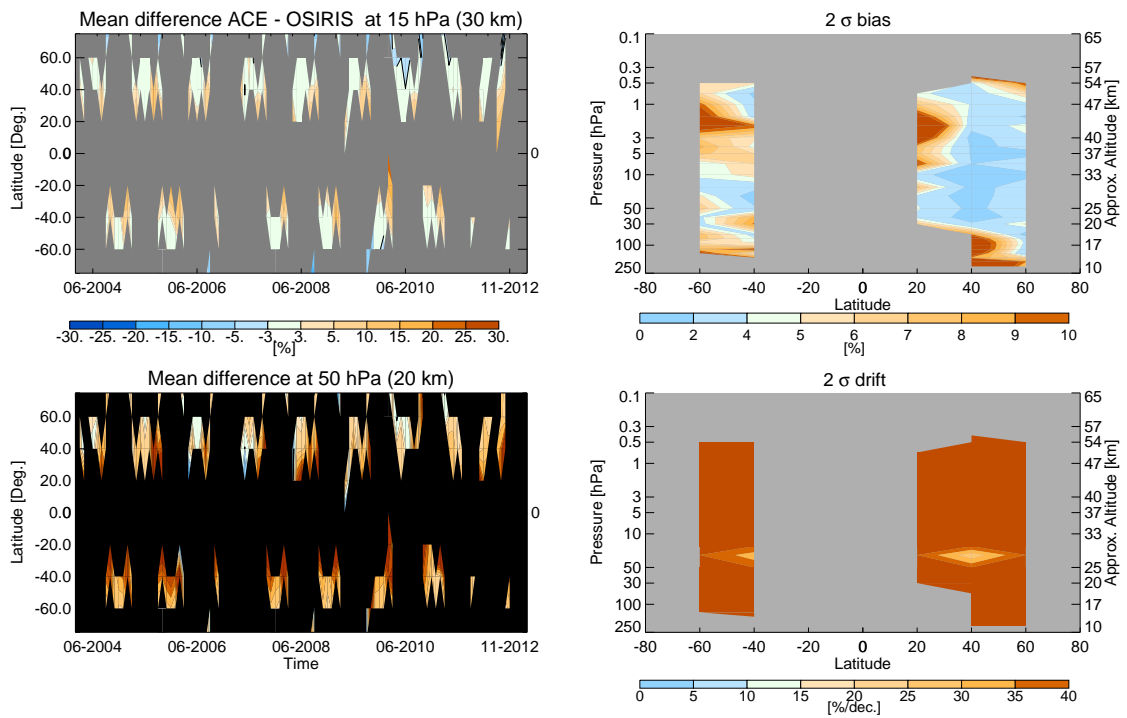 Mean difference ACE - OSIRIS at 15 hPa (30 km)
Latitude [Deg.]
60.0
40.0
20.0
0.0
0
-20.0
-40.0
-60.0
06-2004 06-2006 06-2008 06-2010 11-2012
-30. -25. -20. -15. -10. -5. -3. 3. 5. 10. 15. 20. 25. 30.
[%]
2 σ bias
Pressure [hPa]
0.1
0.3
0.5
1
3
5
10
50
30
100
250
Approx. Altitude [km]
65
57
54
47
40
37
33
25
20
17
10
-80 -60 -40 -20 0 20 40 60 80
Latitude
0 2 4 5 6 7 8 9 10
[%]
Mean difference at 50 hPa (20 km)
Latitude [Deg.]
60.0
40.0
20.0
0.0
0
-20.0
-40.0
-60.0
06-2004 06-2006 06-2008 06-2010 11-2012
Time
2 σ drift
Pressure [hPa]
0.1
0.3
0.5
1
3
5
10
50
30
100
250
Approx. Altitude [km]
65
57
54
47
40
37
33
25
20
17
10
-80 -60 -40 -20 0 20 40 60 80
Latitude
0 5 10 15 20 25 30 35 40
[%/dec.]